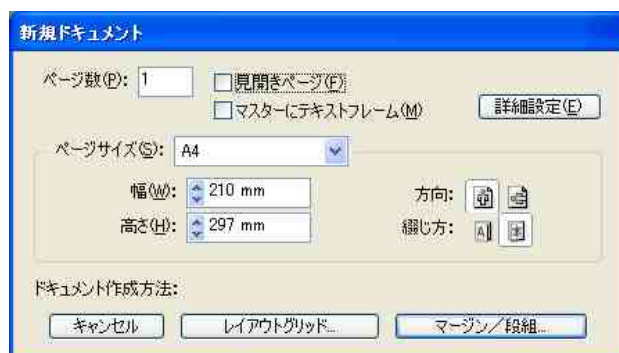 新規ドキュメント
ページ数(P): 1 見開きページ(F)
マスターにテキストフレーム(M) 詳細設定(E)
ページサイズ(S): A4
幅(W): 210 mm 方向:
高さ(H): 297 mm 綴じ方:
ドキュメント作成方法:
キャンセル レイアウトグリッド... マージン/段組...